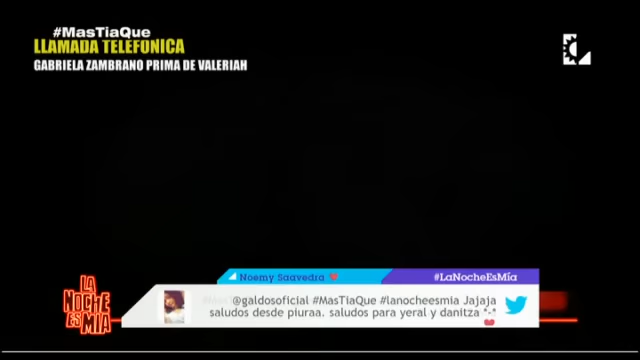 #MasTiaQue
LLAMADA TELEFONICA
GABRIELA ZAMBRANO PRIMA DE VALERIAH
Noemy Saavedra
#LaNocheEsMía
@galdosoficial #MasTiaQue #lanocheesmia Jajaja
saludos desde piuraa. saludos para yeral y danitza
LA
NOCHE
ES
MIA